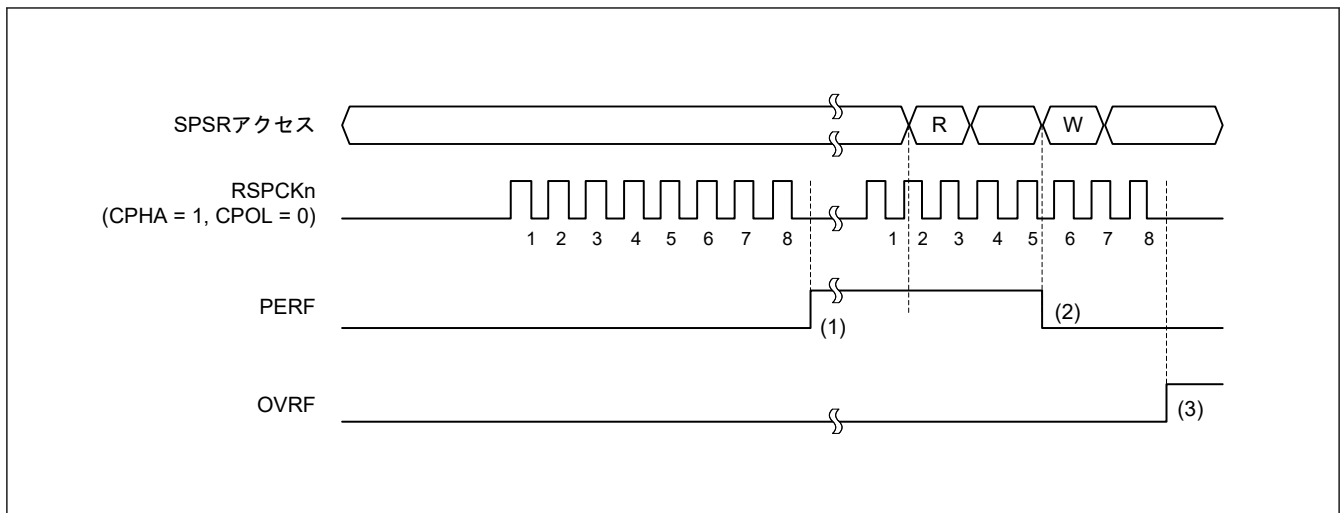 SPSRアクセス
R
W
RSPCKn
(CPHA = 1, CPOL = 0)
1 2 3 4 5 6 7 8 1 2 3 4 5 6 7 8
PERF
(1)
(2)
OVRF
(3)